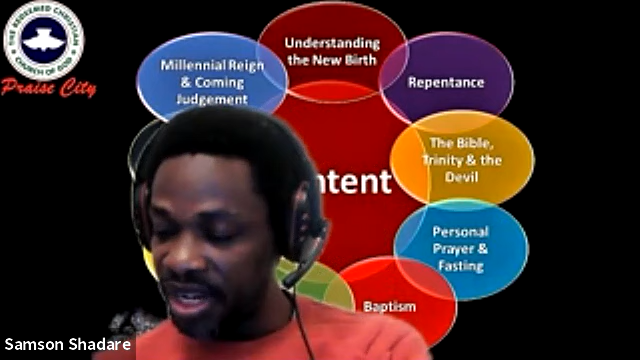 THE REDEEMED CHRISTIAN
CHURCH OF GOD
Praise City
Understanding
the New Birth
Millennial Reign
& Coming
Judgement
Repentance
The Bible,
Trinity & the
Devil
ntent
Personal
Prayer &
Fasting
Baptism
Samson Shadare